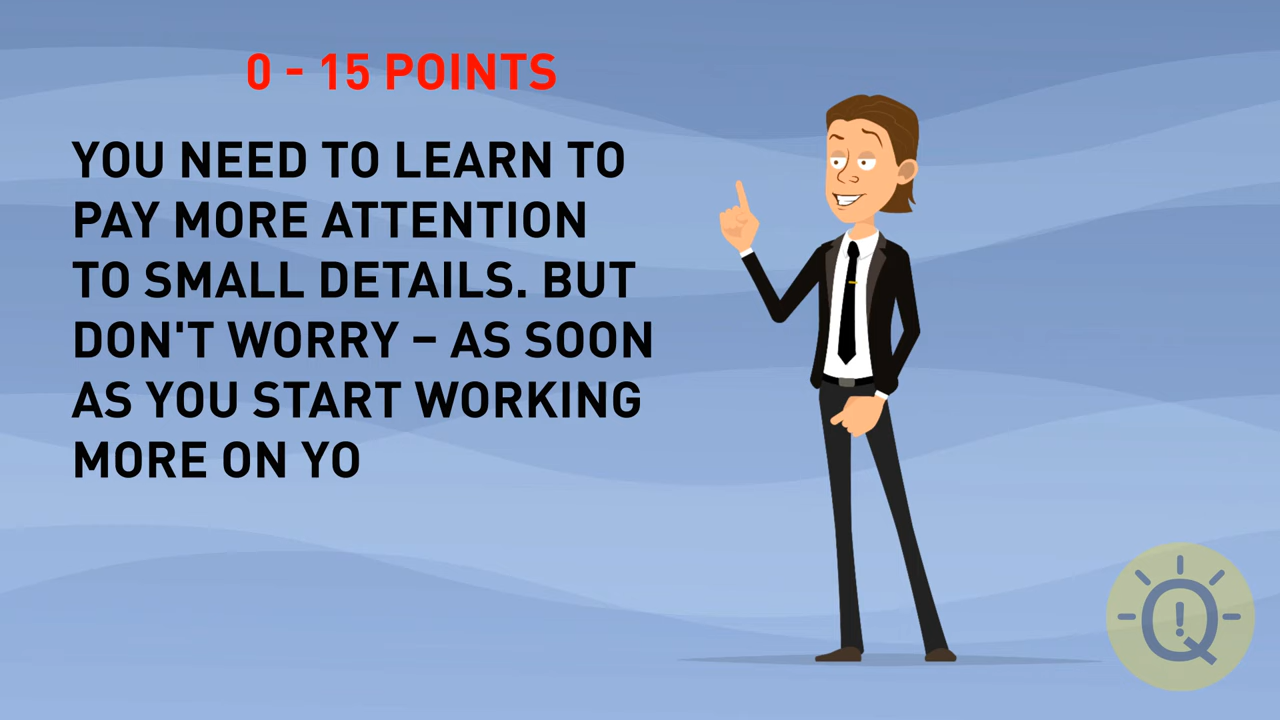 0 - 15 POINTS
YOU NEED TO LEARN TO
PAY MORE ATTENTION
TO SMALL DETAILS. BUT
DON'T WORRY – AS SOON
AS YOU START WORKING
MORE ON YO
Q!